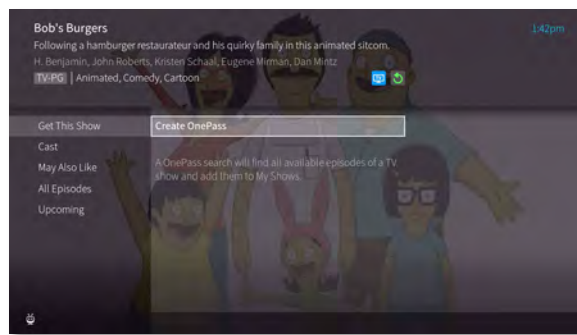 Bob's Burgers
1:42pm
Following a hamburger restaurateur and his quirky family in this animated sitcom.
H. Benjamin, John Roberts, Kristen Schaal, Eugene Mirman, Dan Mintz
TV-PG | Animated, Comedy, Cartoon
Get This Show
Create OnePass
Cast
May Also Like
A OnePass search will find all available episodes of a TV
show and add them to My Shows.
All Episodes
Upcoming